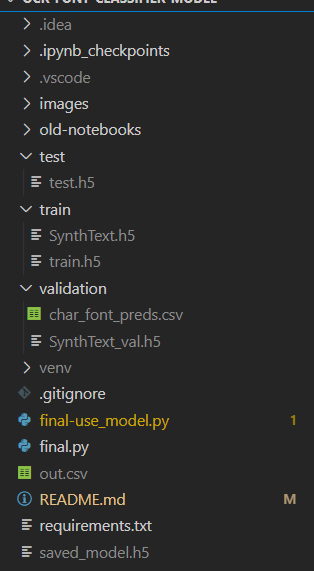 OCR-FONT-CLASSIFIER-MODEL
.idea
.ipynb_checkpoints
.vscode
images
old-notebooks
test
test.h5
train
SynthText.h5
train.h5
validation
char_font_preds.csv
SynthText_val.h5
venv
.gitignore
final-use_model.py 1
final.py
out.csv
README.md M
requirements.txt
saved_model.h5